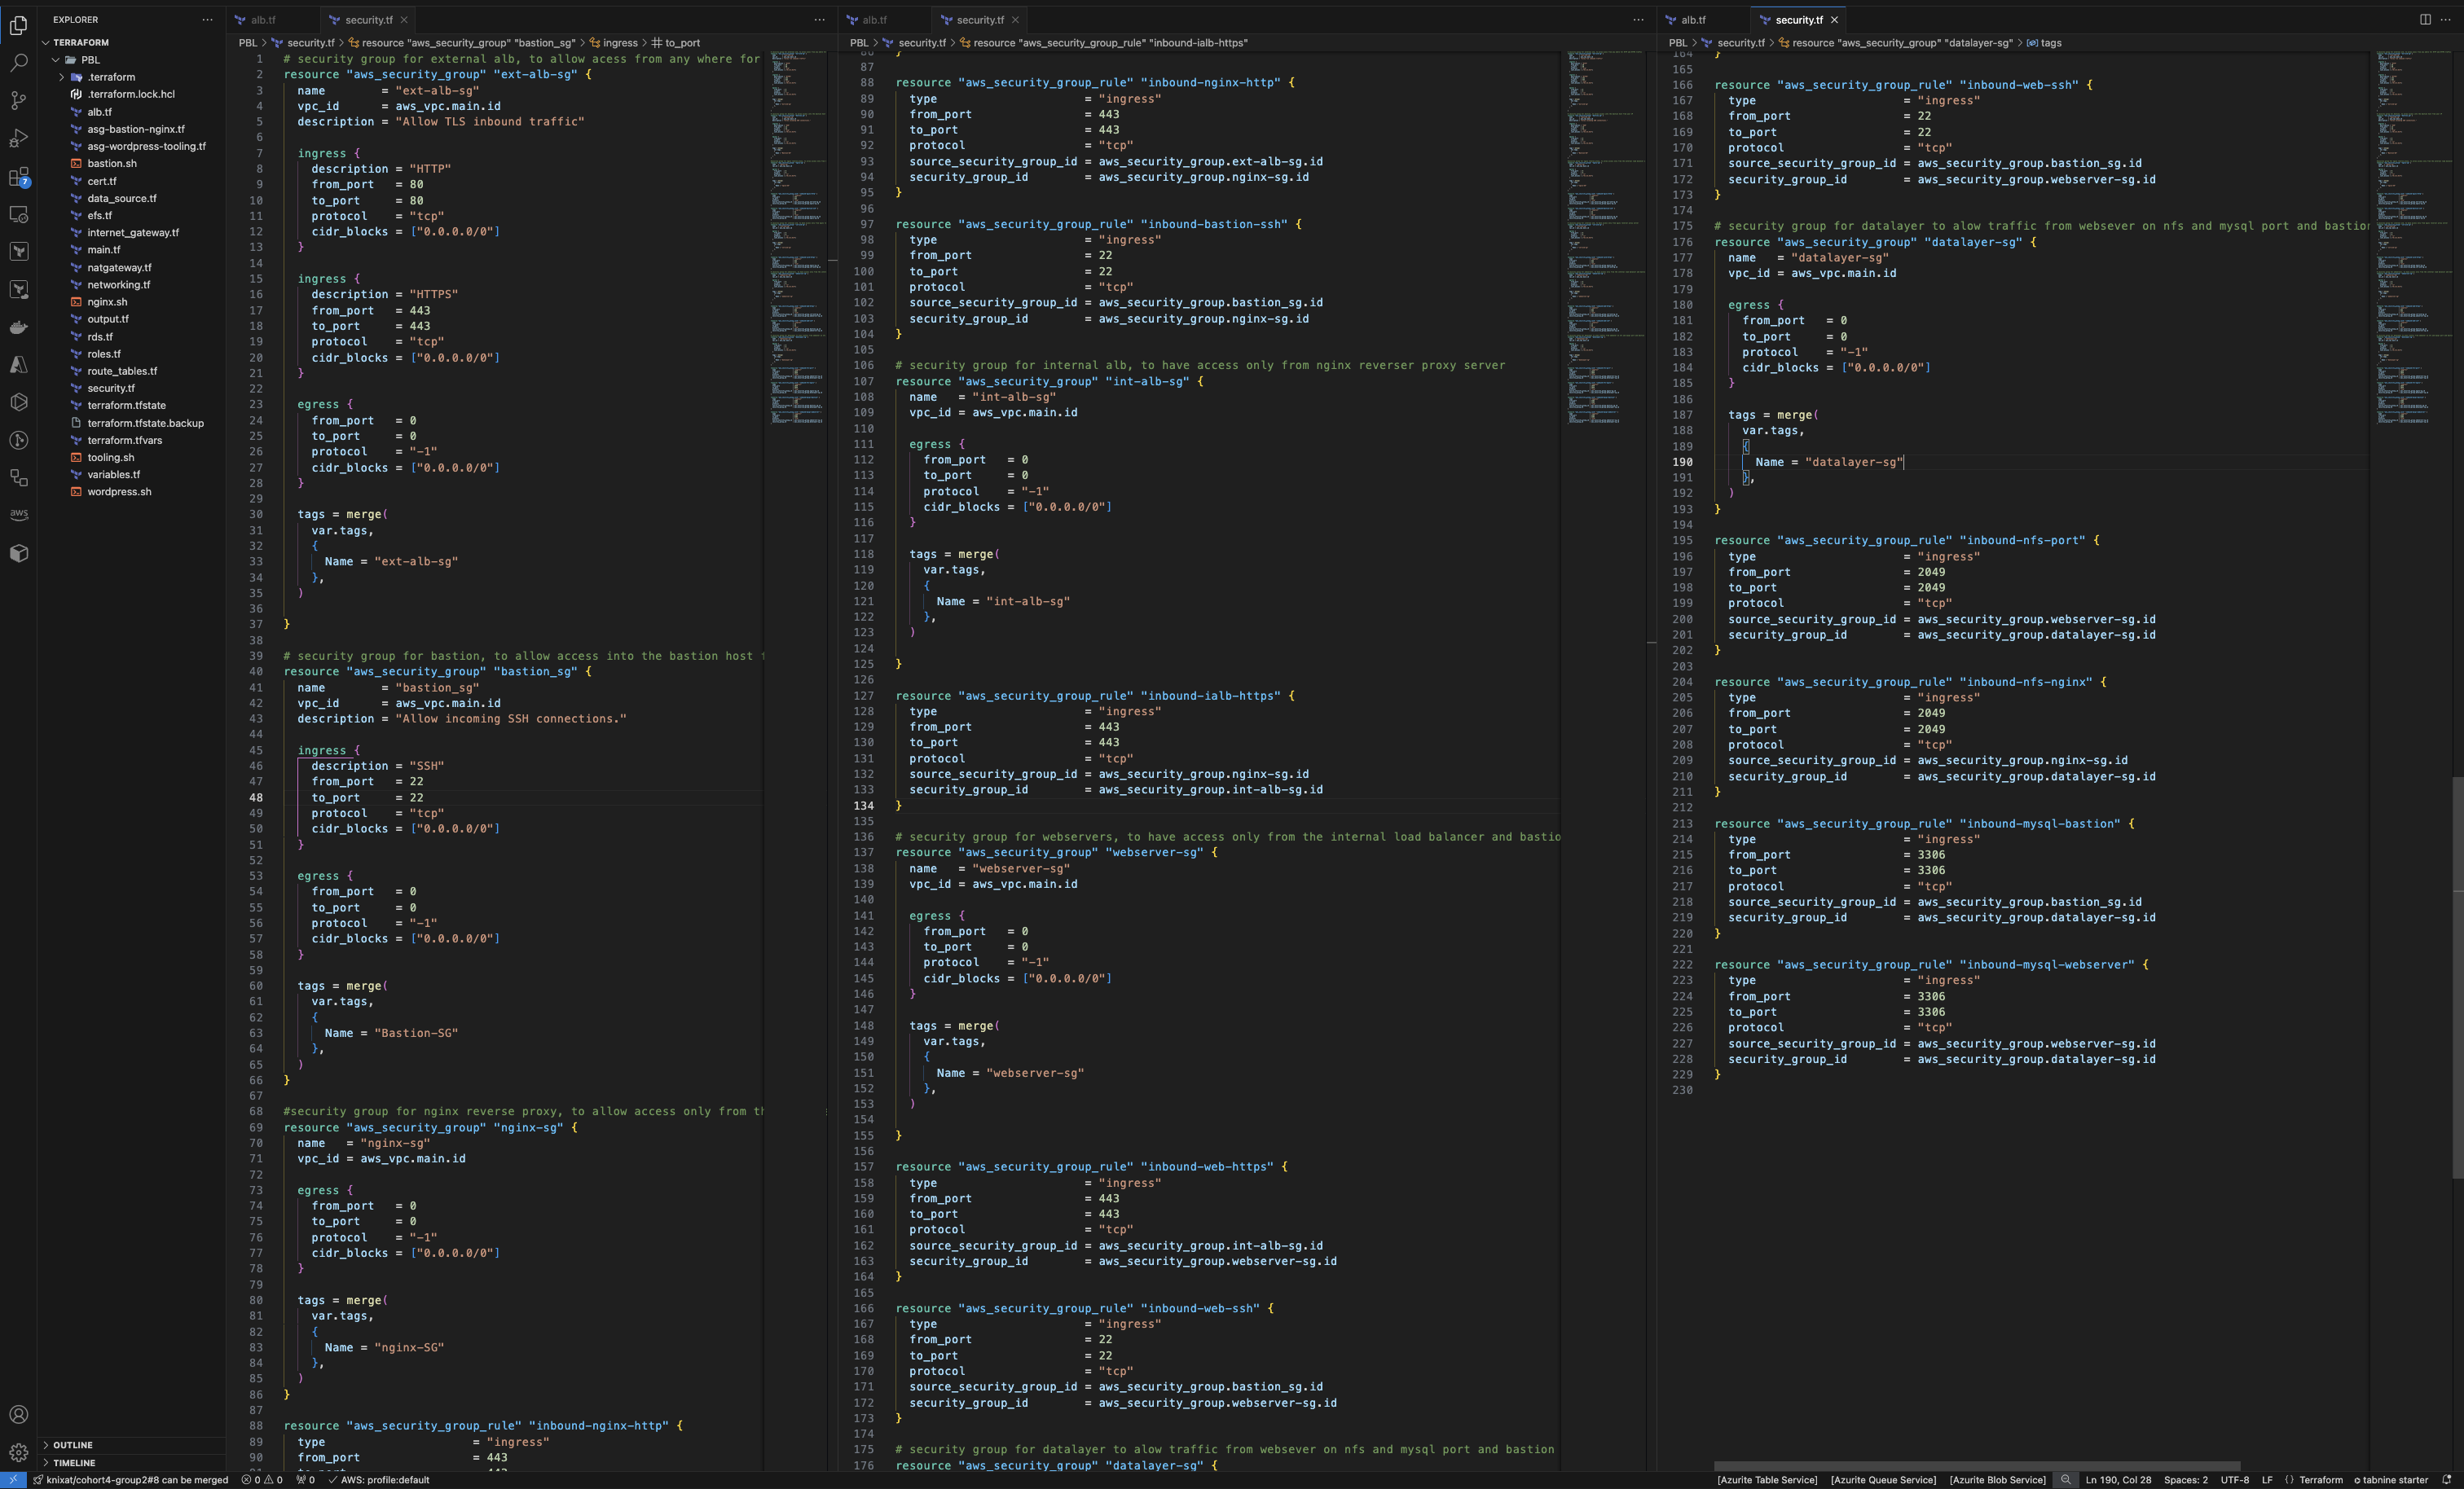 EXPLORER
TERRAFORM
PBL
.terraform
.terraform.lock.hcl
alb.tf
asg-bastion-nginx.tf
asg-wordpress-tooling.tf
bastion.sh
cert.tf
data_source.tf
efs.tf
internet_gateway.tf
main.tf
natgateway.tf
networking.tf
nginx.sh
output.tf
rds.tf
roles.tf
route_tables.tf
security.tf
terraform.tfstate
terraform.tfstate.backup
terraform.tfvars
tooling.sh
variables.tf
wordpress.sh
OUTLINE
TIMELINE
7
aws
alb.tf
security.tf
PBL > security.tf > resource "aws_security_group" "bastion_sg" > ingress > to_port
1 # security group for external alb, to allow acess from any where for
2 resource "aws_security_group" "ext-alb-sg" {
3 name = "ext-alb-sg"
4 vpc_id = aws_vpc.main.id
5 description = "Allow TLS inbound traffic"
6
7 ingress {
8 description = "HTTP"
9 from_port = 80
10 to_port = 80
11 protocol = "tcp"
12 cidr_blocks = ["0.0.0.0/0"]
13 }
14
15 ingress {
16 description = "HTTPS"
17 from_port = 443
18 to_port = 443
19 protocol = "tcp"
20 cidr_blocks = ["0.0.0.0/0"]
21 }
22
23 egress {
24 from_port = 0
25 to_port = 0
26 protocol = "-1"
27 cidr_blocks = ["0.0.0.0/0"]
28 }
29
30 tags = merge(
31 var.tags,
32 {
33 Name = "ext-alb-sg"
34 },
35 )
36
37 }
38
39 # security group for bastion, to allow access into the bastion host
40 resource "aws_security_group" "bastion_sg" {
41 name = "bastion_sg"
42 vpc_id = aws_vpc.main.id
43 description = "Allow incoming SSH connections."
44
45 ingress {
46 description = "SSH"
47 from_port = 22
48 to_port = 22
49 protocol = "tcp"
50 cidr_blocks = ["0.0.0.0/0"]
51 }
52
53 egress {
54 from_port = 0
55 to_port = 0
56 protocol = "-1"
57 cidr_blocks = ["0.0.0.0/0"]
58 }
59
60 tags = merge(
61 var.tags,
62 {
63 Name = "Bastion-SG"
64 },
65 )
66 }
67
68 #security group for nginx reverse proxy, to allow access only from
69 resource "aws_security_group" "nginx-sg" {
70 name = "nginx-sg"
71 vpc_id = aws_vpc.main.id
72
73 egress {
74 from_port = 0
75 to_port = 0
76 protocol = "-1"
77 cidr_blocks = ["0.0.0.0/0"]
78 }
79
80 tags = merge(
81 var.tags,
82 {
83 Name = "nginx-SG"
84 },
85 )
86 }
87
88 resource "aws_security_group_rule" "inbound-nginx-http" {
89 type = "ingress"
90 from_port = 443
alb.tf
security.tf
PBL > security.tf > resource "aws_security_group_rule" "inbound-ialb-https"
86 }
87
88 resource "aws_security_group_rule" "inbound-nginx-http" {
89 type = "ingress"
90 from_port = 443
91 to_port = 443
92 protocol = "tcp"
93 source_security_group_id = aws_security_group.ext-alb-sg.id
94 security_group_id = aws_security_group.nginx-sg.id
95 }
96
97 resource "aws_security_group_rule" "inbound-bastion-ssh" {
98 type = "ingress"
99 from_port = 22
100 to_port = 22
101 protocol = "tcp"
102 source_security_group_id = aws_security_group.bastion_sg.id
103 security_group_id = aws_security_group.nginx-sg.id
104 }
105
106 # security group for internal alb, to have access only from nginx reverser proxy server
107 resource "aws_security_group" "int-alb-sg" {
108 name = "int-alb-sg"
109 vpc_id = aws_vpc.main.id
110
111 egress {
112 from_port = 0
113 to_port = 0
114 protocol = "-1"
115 cidr_blocks = ["0.0.0.0/0"]
116 }
117
118 tags = merge(
119 var.tags,
120 {
121 Name = "int-alb-sg"
122 },
123 )
124
125 }
126
127 resource "aws_security_group_rule" "inbound-ialb-https" {
128 type = "ingress"
129 from_port = 443
130 to_port = 443
131 protocol = "tcp"
132 source_security_group_id = aws_security_group.nginx-sg.id
133 security_group_id = aws_security_group.int-alb-sg.id
134 }
135
136 # security group for webservers, to have access only from the internal load balancer and bastio
137 resource "aws_security_group" "webserver-sg" {
138 name = "webserver-sg"
139 vpc_id = aws_vpc.main.id
140
141 egress {
142 from_port = 0
143 to_port = 0
144 protocol = "-1"
145 cidr_blocks = ["0.0.0.0/0"]
146 }
147
148 tags = merge(
149 var.tags,
150 {
151 Name = "webserver-sg"
152 },
153 )
154
155 }
156
157 resource "aws_security_group_rule" "inbound-web-https" {
158 type = "ingress"
159 from_port = 443
160 to_port = 443
161 protocol = "tcp"
162 source_security_group_id = aws_security_group.int-alb-sg.id
163 security_group_id = aws_security_group.webserver-sg.id
164 }
165
166 resource "aws_security_group_rule" "inbound-web-ssh" {
167 type = "ingress"
168 from_port = 22
169 to_port = 22
170 protocol = "tcp"
171 source_security_group_id = aws_security_group.bastion_sg.id
172 security_group_id = aws_security_group.webserver-sg.id
173 }
174
175 # security group for datalayer to alow traffic from websever on nfs and mysql port and bastion
176 resource "aws_security_group" "datalayer-sg" {
alb.tf
security.tf
PBL > security.tf > resource "aws_security_group" "datalayer-sg" > tags
164 }
165
166 resource "aws_security_group_rule" "inbound-web-ssh" {
167 type = "ingress"
168 from_port = 22
169 to_port = 22
170 protocol = "tcp"
171 source_security_group_id = aws_security_group.bastion_sg.id
172 security_group_id = aws_security_group.webserver-sg.id
173 }
174
175 # security group for datalayer to alow traffic from websever on nfs and mysql port and bastio
176 resource "aws_security_group" "datalayer-sg" {
177 name = "datalayer-sg"
178 vpc_id = aws_vpc.main.id
179
180 egress {
181 from_port = 0
182 to_port = 0
183 protocol = "-1"
184 cidr_blocks = ["0.0.0.0/0"]
185 }
186
187 tags = merge(
188 var.tags,
189 {
190 Name = "datalayer-sg"
191 },
192 )
193 }
194
195 resource "aws_security_group_rule" "inbound-nfs-port" {
196 type = "ingress"
197 from_port = 2049
198 to_port = 2049
199 protocol = "tcp"
200 source_security_group_id = aws_security_group.webserver-sg.id
201 security_group_id = aws_security_group.datalayer-sg.id
202 }
203
204 resource "aws_security_group_rule" "inbound-nfs-nginx" {
205 type = "ingress"
206 from_port = 2049
207 to_port = 2049
208 protocol = "tcp"
209 source_security_group_id = aws_security_group.nginx-sg.id
210 security_group_id = aws_security_group.datalayer-sg.id
211 }
212
213 resource "aws_security_group_rule" "inbound-mysql-bastion" {
214 type = "ingress"
215 from_port = 3306
216 to_port = 3306
217 protocol = "tcp"
218 source_security_group_id = aws_security_group.bastion_sg.id
219 security_group_id = aws_security_group.datalayer-sg.id
220 }
221
222 resource "aws_security_group_rule" "inbound-mysql-webserver" {
223 type = "ingress"
224 from_port = 3306
225 to_port = 3306
226 protocol = "tcp"
227 source_security_group_id = aws_security_group.webserver-sg.id
228 security_group_id = aws_security_group.datalayer-sg.id
229 }
230
knixat/cohort4-group2#8 can be merged 0 0 0 AWS: profile:default [Azurite Table Service] [Azurite Queue Service] [Azurite Blob Service] Ln 190, Col 28 Spaces: 2 UTF-8 LF {} Terraform tabnine starter